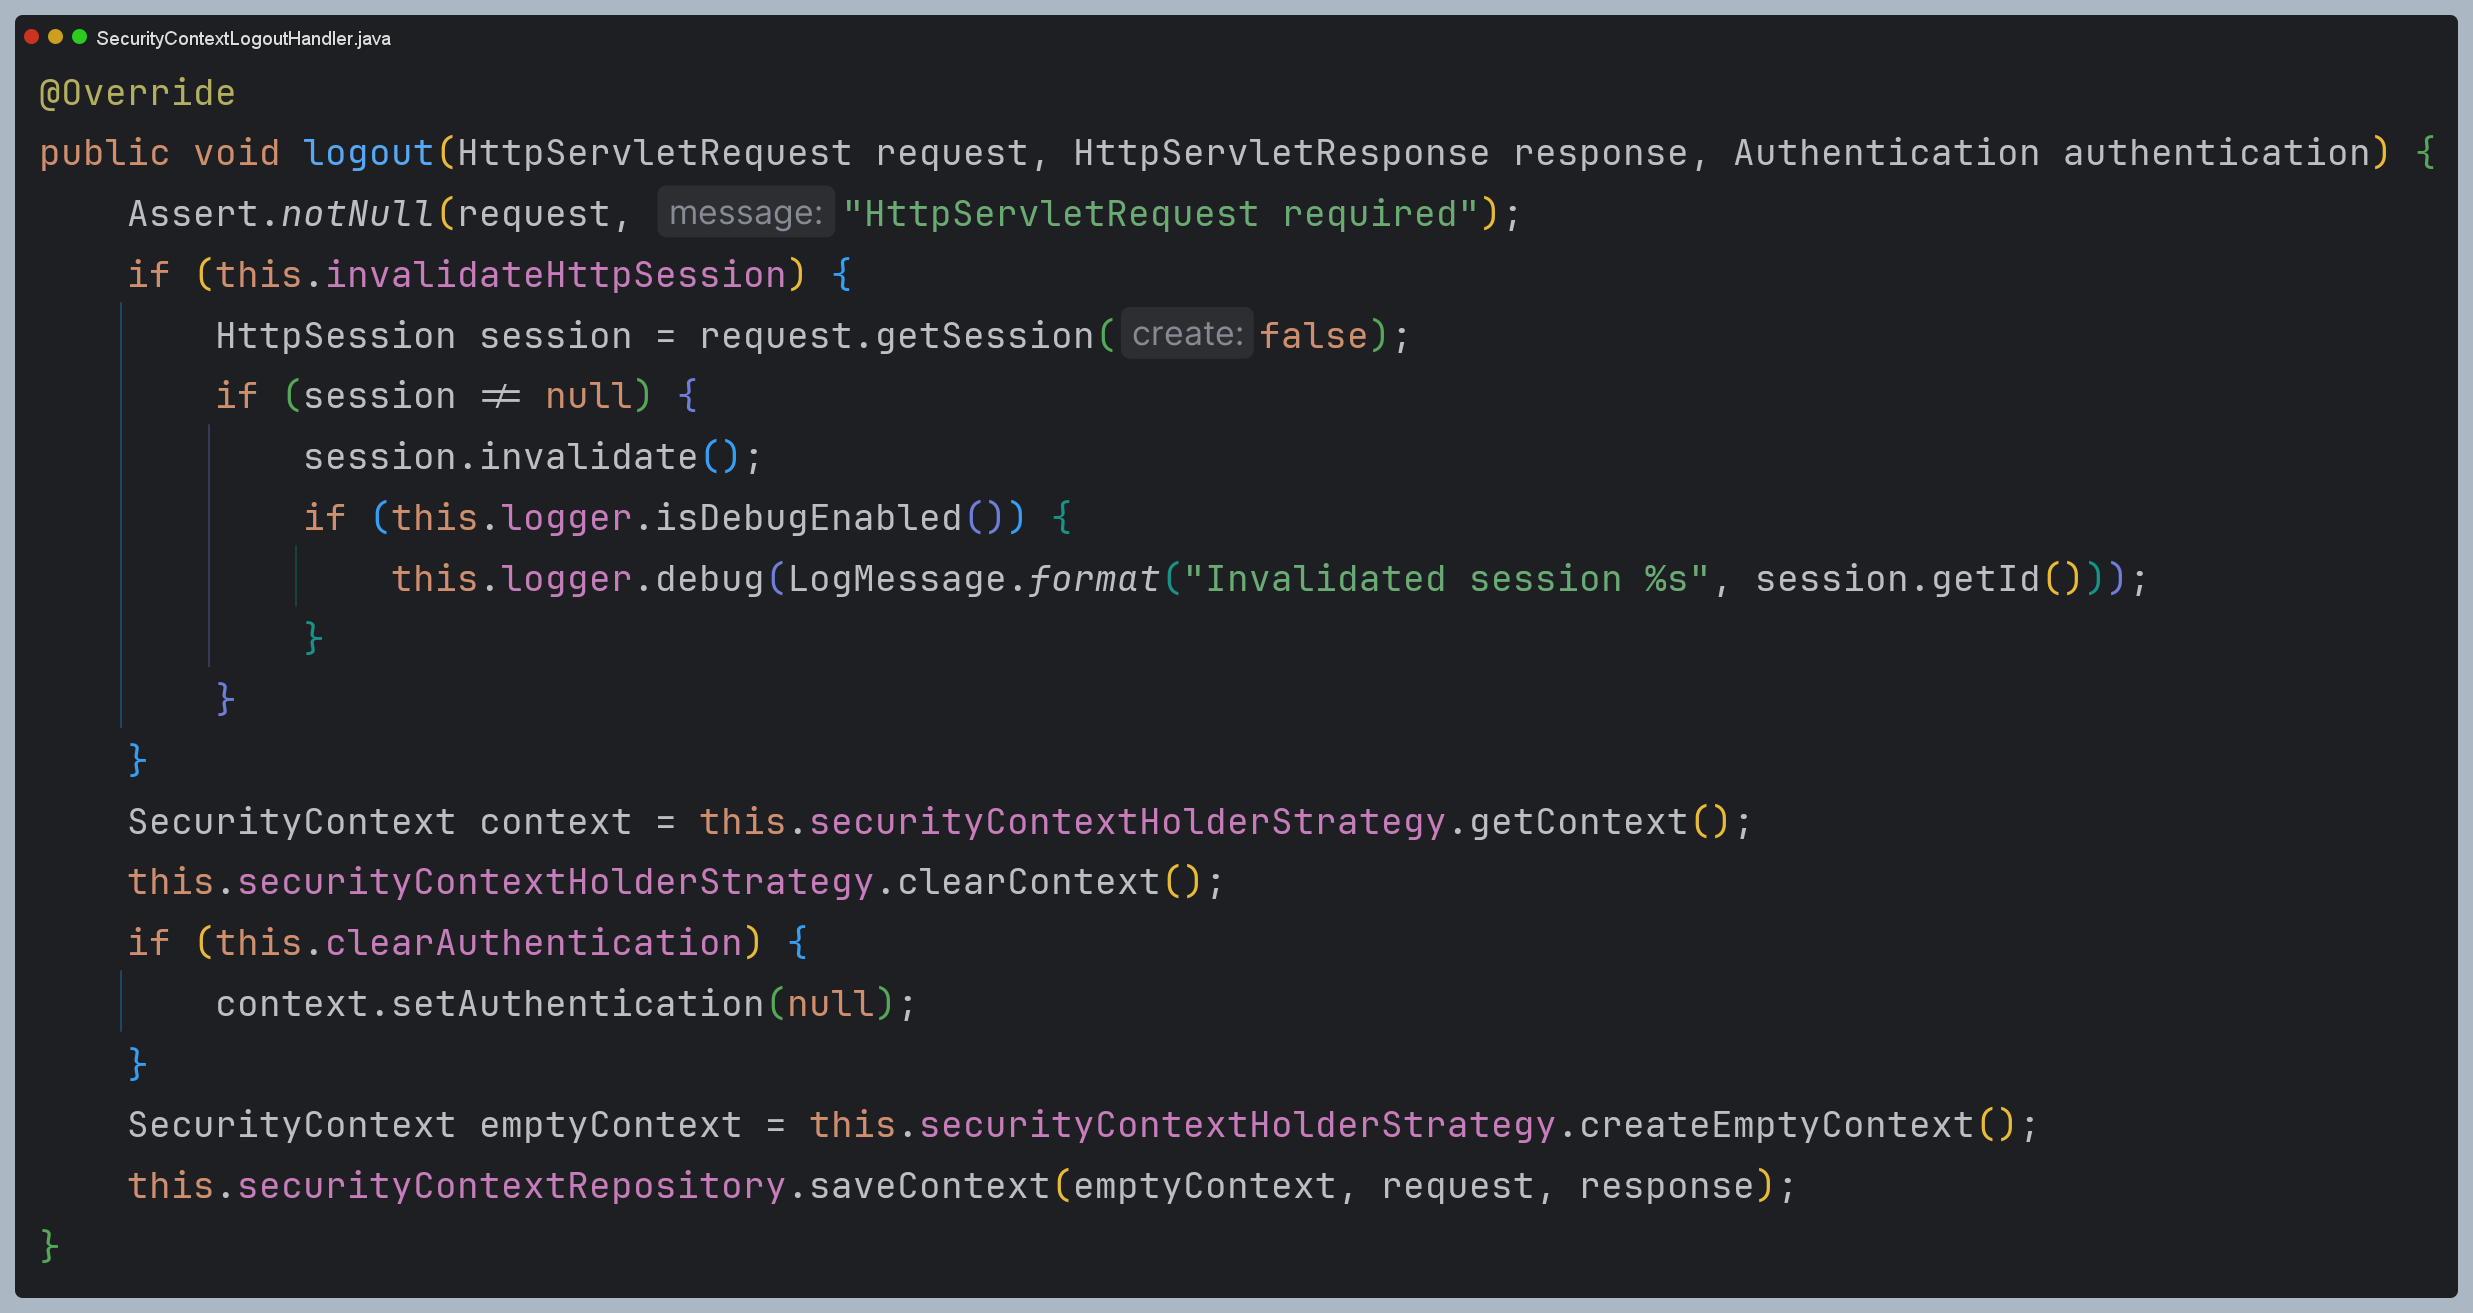 SecurityContextLogoutHandler.java
@Override
public void logout(HttpServletRequest request, HttpServletResponse response, Authentication authentication) {
    Assert.notNull(request, message: "HttpServletRequest required");
    if (this.invalidateHttpSession) {
        HttpSession session = request.getSession(create: false);
        if (session != null) {
            session.invalidate();
            if (this.logger.isDebugEnabled()) {
                this.logger.debug(LogMessage.format("Invalidated session %s", session.getId()));
            }
        }
    }
    SecurityContext context = this.securityContextHolderStrategy.getContext();
    this.securityContextHolderStrategy.clearContext();
    if (this.clearAuthentication) {
        context.setAuthentication(null);
    }
    SecurityContext emptyContext = this.securityContextHolderStrategy.createEmptyContext();
    this.securityContextRepository.saveContext(emptyContext, request, response);
}